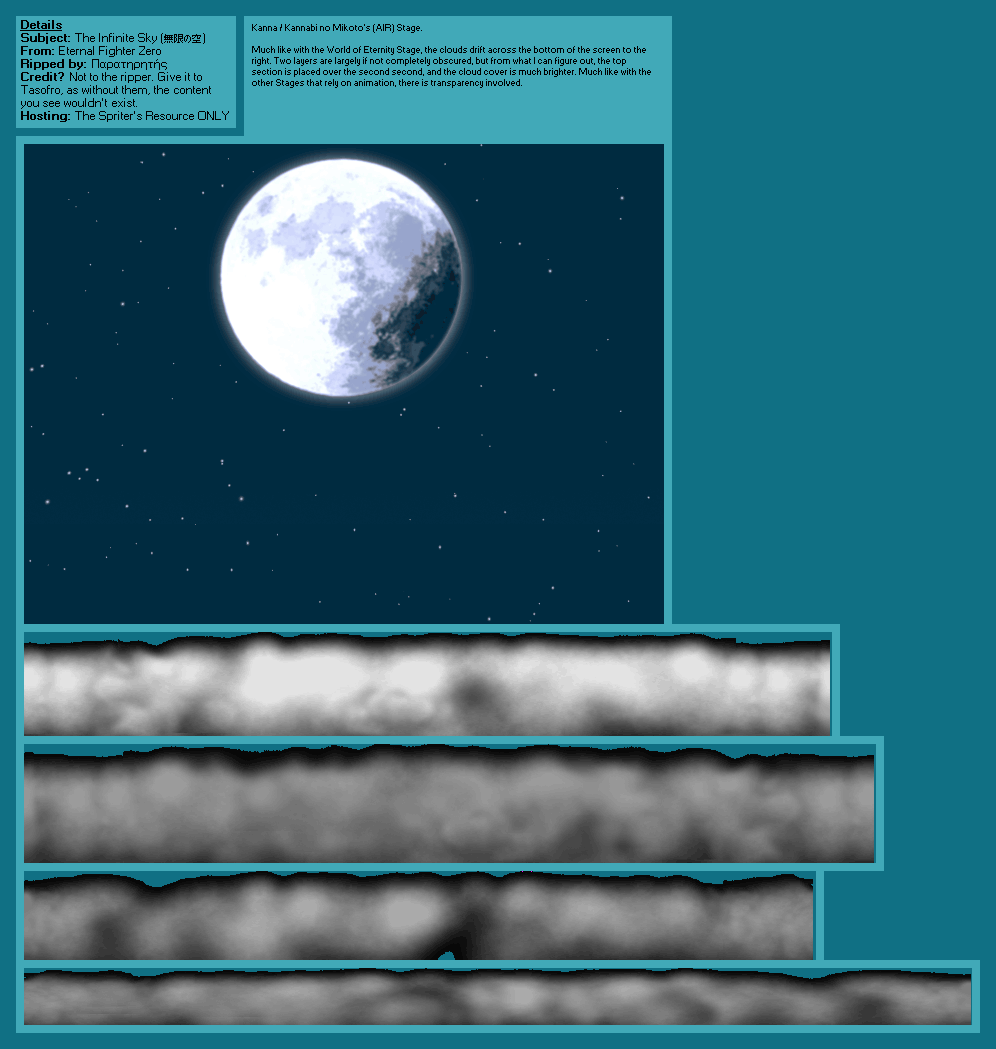 Details
Subject: The Infinite Sky (無限の空)
From: Eternal Fighter Zero
Ripped by: Παρατηρητής
Credit? Not to the ripper. Give it to
Tasofro, as without them, the content
you see wouldn't exist.
Hosting: The Spriter's Resource ONLY
Kanna / Kannabi no Mikoto's (AIR) Stage.
Much like with the World of Eternity Stage, the clouds drift across the bottom of the screen to the
right. Two layers are largely if not completely obscured, but from what I can figure out, the top
section is placed over the second second, and the cloud cover is much brighter. Much like with the
other Stages that rely on animation, there is transparency involved.